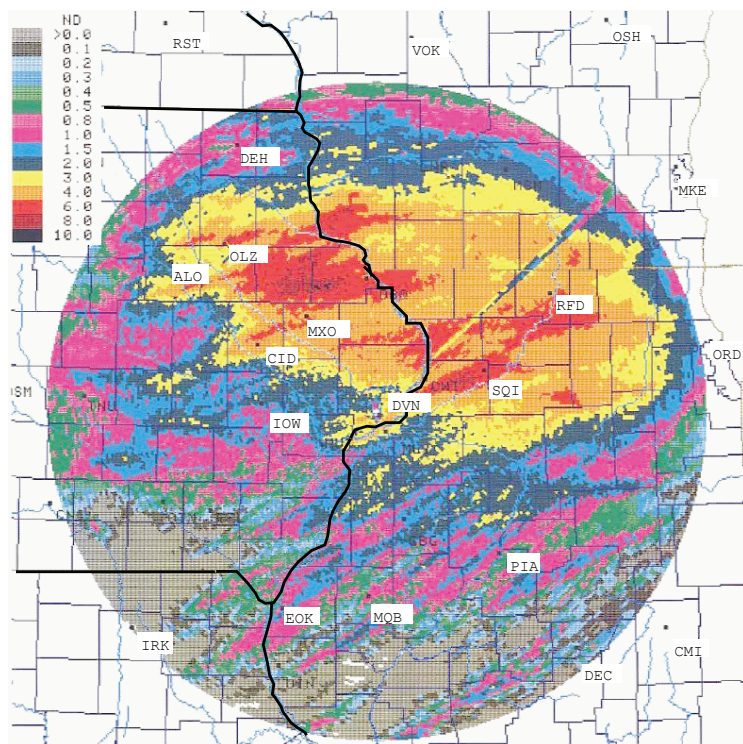 ND
>0.0
0.1
0.2
0.3
0.4
0.5
0.8
1.0
1.5
2.0
3.0
4.0
6.0
8.0
10.0
RST
VOK
OSH
DEH
MKE
OLZ
ALO
RFD
MXO
CID
ORD
SQI
DVN
IOW
PIA
EOK
MQB
IRK
CMI
DEC